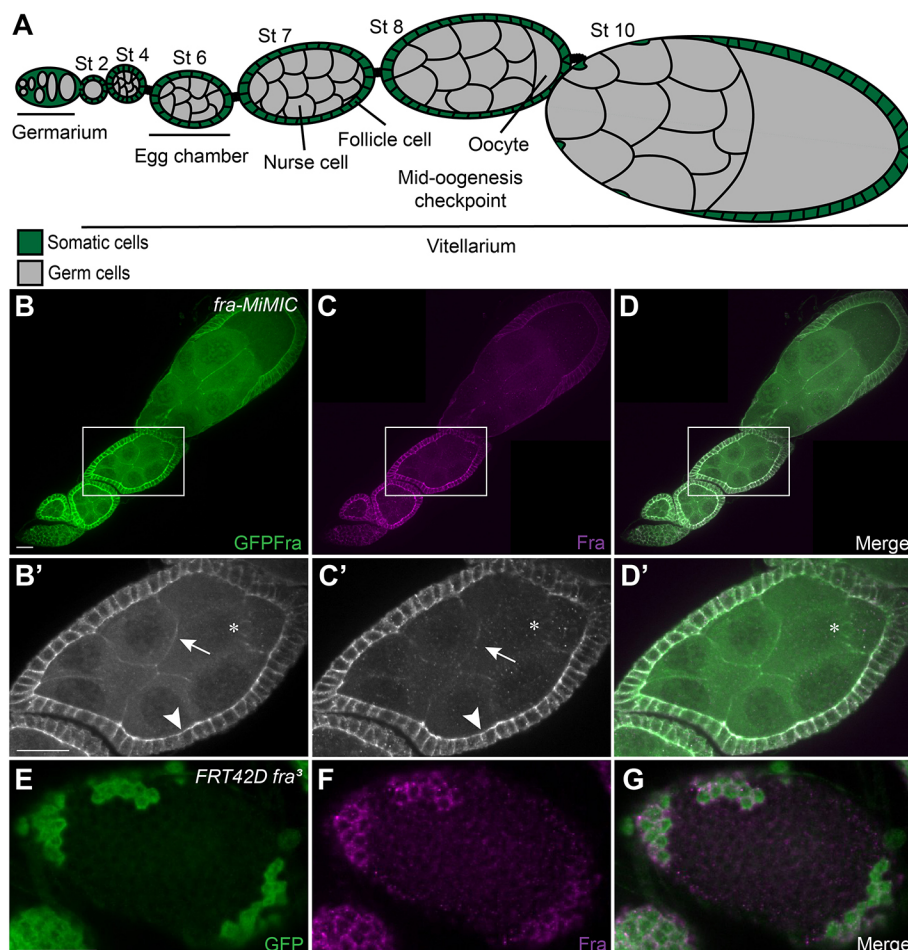 A
St 2
St 4
St 6
St 7
St 8
St 10
Germarium
Egg chamber
Nurse cell
Follicle cell
Oocyte
Mid-oogenesis
checkpoint
Somatic cells
Germ cells
Vitellarium
B
fra-MiMIC
GFPFra
C
Fra
D
Merge
B’
*
C’
*
D’
*
E
FRT42D fra³
GFP
F
Fra
G
Merge